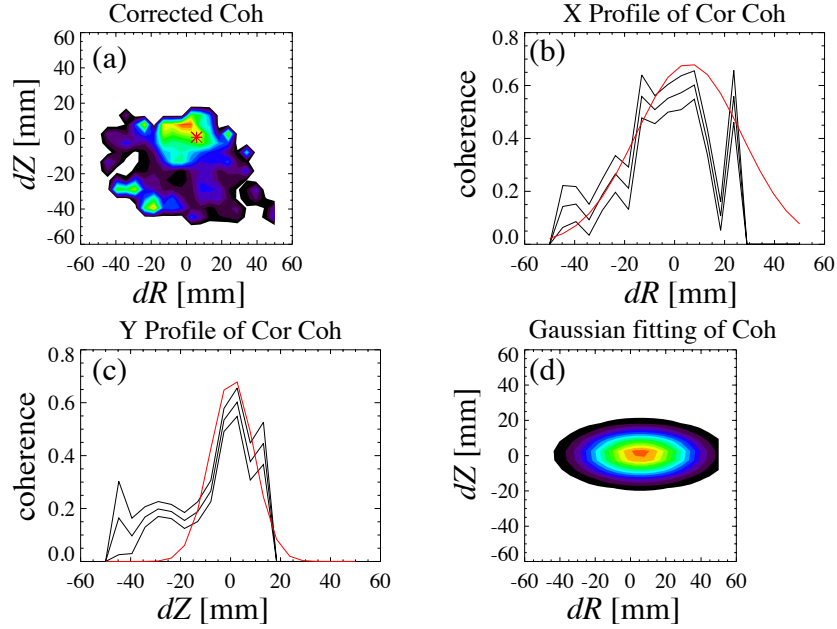 Corrected Coh
X Profile of Cor Coh
(a)
(b)
60
40
20
0
-20
-40
-60
dZ [mm]
-60 -40 -20 0 20 40 60
dR [mm]
0.8
0.6
0.4
0.2
0.0
coherence
-60 -40 -20 0 20 40 60
dR [mm]
Y Profile of Cor Coh
Gaussian fitting of Coh
(c)
(d)
0.8
0.6
0.4
0.2
0.0
coherence
-60 -40 -20 0 20 40 60
dZ [mm]
60
40
20
0
-20
-40
-60
dZ [mm]
-60 -40 -20 0 20 40 60
dR [mm]